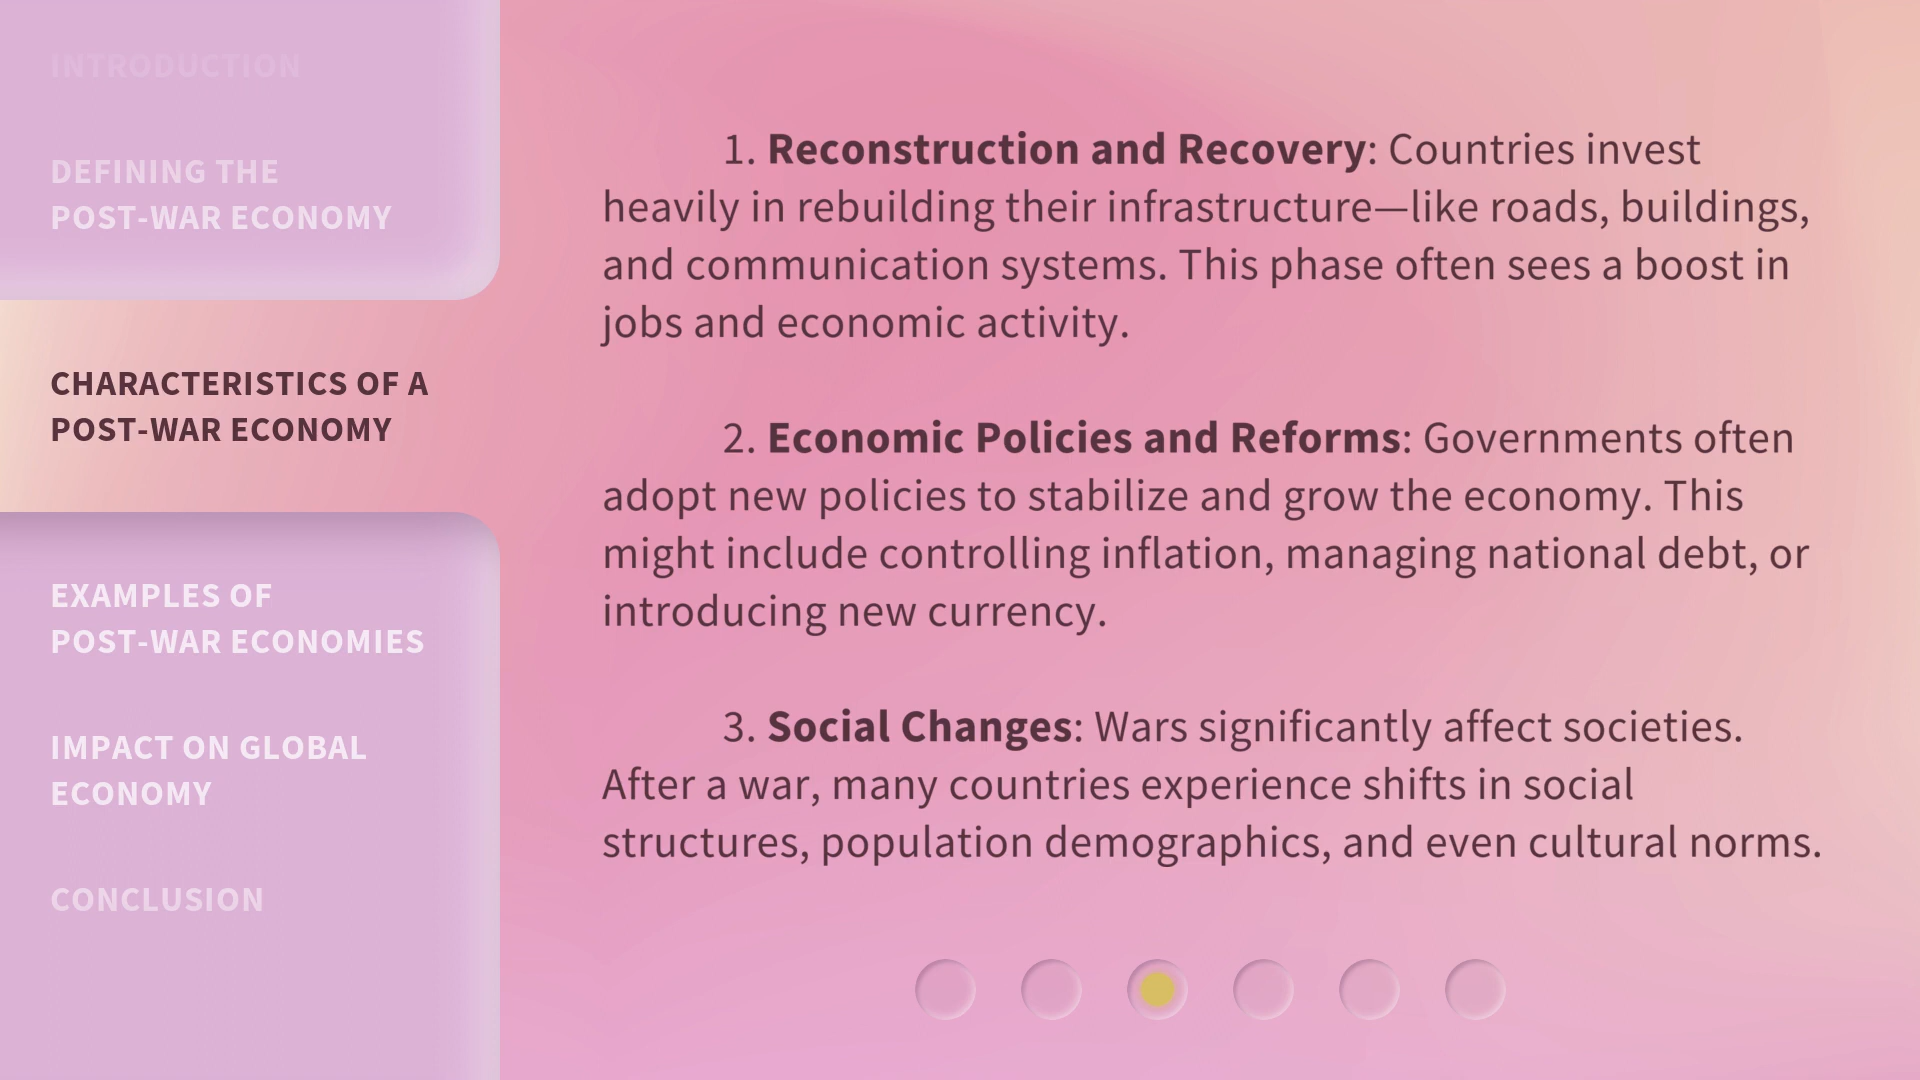 INTRODUCTION
DEFINING THE
POST-WAR ECONOMY
CHARACTERISTICS OF A
POST-WAR ECONOMY
EXAMPLES OF
POST-WAR ECONOMIES
IMPACT ON GLOBAL
ECONOMY
CONCLUSION
1. Reconstruction and Recovery: Countries invest
heavily in rebuilding their infrastructure—like roads, buildings,
and communication systems. This phase often sees a boost in
jobs and economic activity.
2. Economic Policies and Reforms: Governments often
adopt new policies to stabilize and grow the economy. This
might include controlling inflation, managing national debt, or
introducing new currency.
3. Social Changes: Wars significantly affect societies.
After a war, many countries experience shifts in social
structures, population demographics, and even cultural norms.